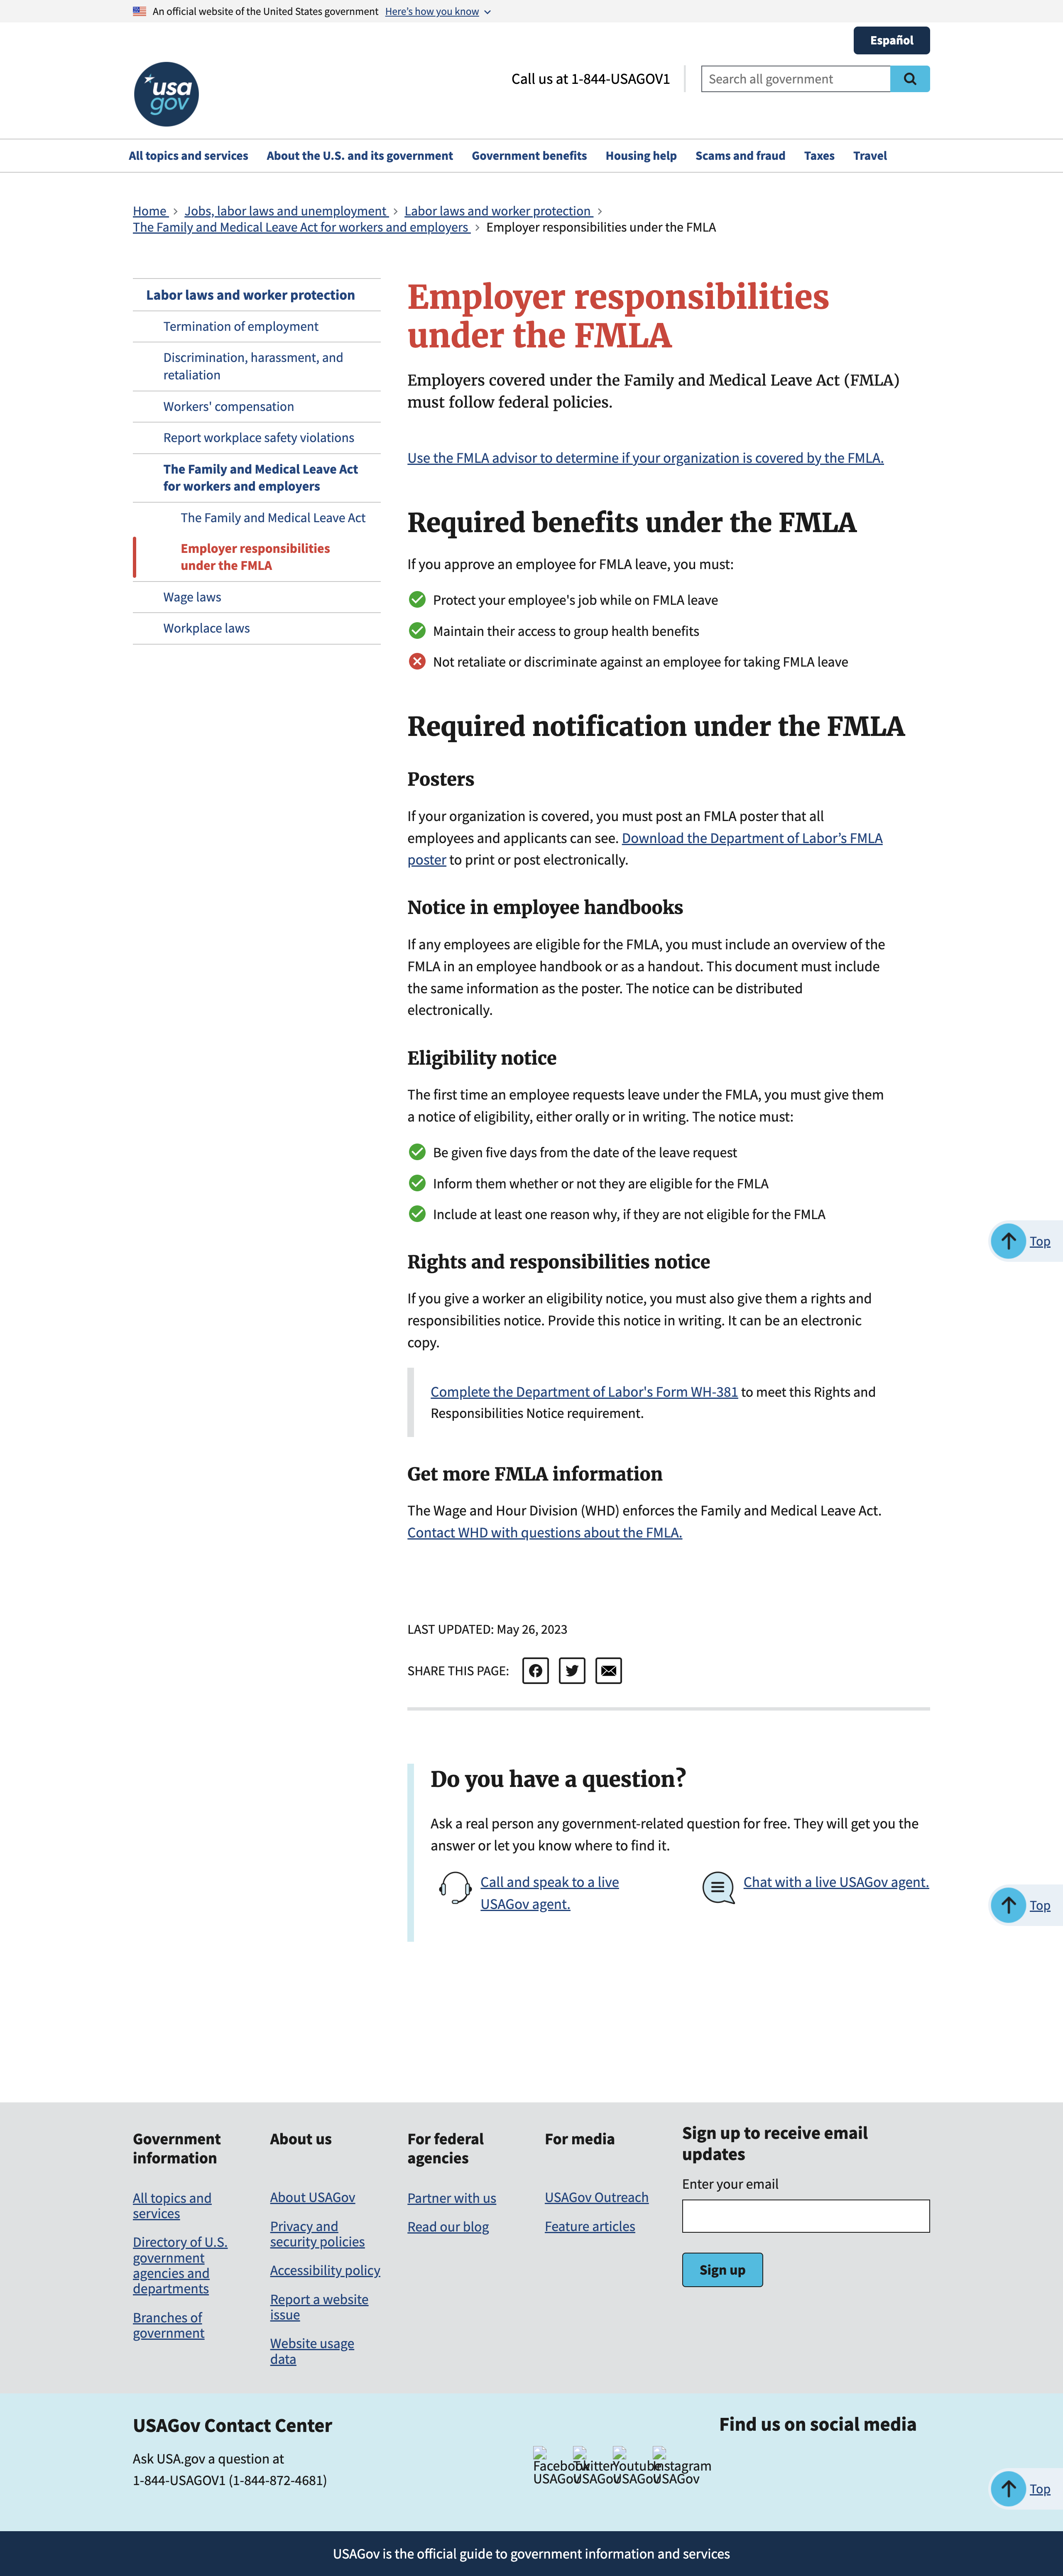 An official website of the United States government Here's how you know
Español
usa
gov
Call us at 1-844-USAGOV1
Search all government
All topics and services About the U.S. and its government Government benefits Housing help Scams and fraud Taxes Travel
Home Jobs, labor laws and unemployment Labor laws and worker protection
The Family and Medical Leave Act for workers and employers Employer responsibilities under the FMLA
Labor laws and worker protection
Termination of employment
Discrimination, harassment, and
retaliation
Workers' compensation
Report workplace safety violations
The Family and Medical Leave Act
for workers and employers
The Family and Medical Leave Act
Employer responsibilities
under the FMLA
Wage laws
Workplace laws
Employer responsibilities
under the FMLA
Employers covered under the Family and Medical Leave Act (FMLA)
must follow federal policies.
Use the FMLA advisor to determine if your organization is covered by the FMLA.
Required benefits under the FMLA
If you approve an employee for FMLA leave, you must:
Protect your employee's job while on FMLA leave
Maintain their access to group health benefits
Not retaliate or discriminate against an employee for taking FMLA leave
Required notification under the FMLA
Posters
If your organization is covered, you must post an FMLA poster that all
employees and applicants can see. Download the Department of Labor’s FMLA
poster to print or post electronically.
Notice in employee handbooks
If any employees are eligible for the FMLA, you must include an overview of the
FMLA in an employee handbook or as a handout. This document must include
the same information as the poster. The notice can be distributed
electronically.
Eligibility notice
The first time an employee requests leave under the FMLA, you must give them
a notice of eligibility, either orally or in writing. The notice must:
Be given five days from the date of the leave request
Inform them whether or not they are eligible for the FMLA
Include at least one reason why, if they are not eligible for the FMLA
Top
Rights and responsibilities notice
If you give a worker an eligibility notice, you must also give them a rights and
responsibilities notice. Provide this notice in writing. It can be an electronic
copy.
Complete the Department of Labor's Form WH-381 to meet this Rights and
Responsibilities Notice requirement.
Get more FMLA information
The Wage and Hour Division (WHD) enforces the Family and Medical Leave Act.
Contact WHD with questions about the FMLA.
LAST UPDATED: May 26, 2023
SHARE THIS PAGE:
Do you have a question?
Ask a real person any government-related question for free. They will get you the
answer or let you know where to find it.
Call and speak to a live
USAGov agent.
Chat with a live USAGov agent.
Top
Government
information
All topics and
services
Directory of U.S.
government
agencies and
departments
Branches of
government
About us
About USAGov
Privacy and
security policies
Accessibility policy
Report a website
issue
Website usage
data
For federal
agencies
Partner with us
Read our blog
For media
USAGov Outreach
Feature articles
Sign up to receive email
updates
Enter your email
Sign up
USAGov Contact Center
Ask USA.gov a question at
1-844-USAGOV1 (1-844-872-4681)
Find us on social media
Facebook Twitter Youtube Instagram
USAGov USAGov USAGov USAGov
Top
USAGov is the official guide to government information and services